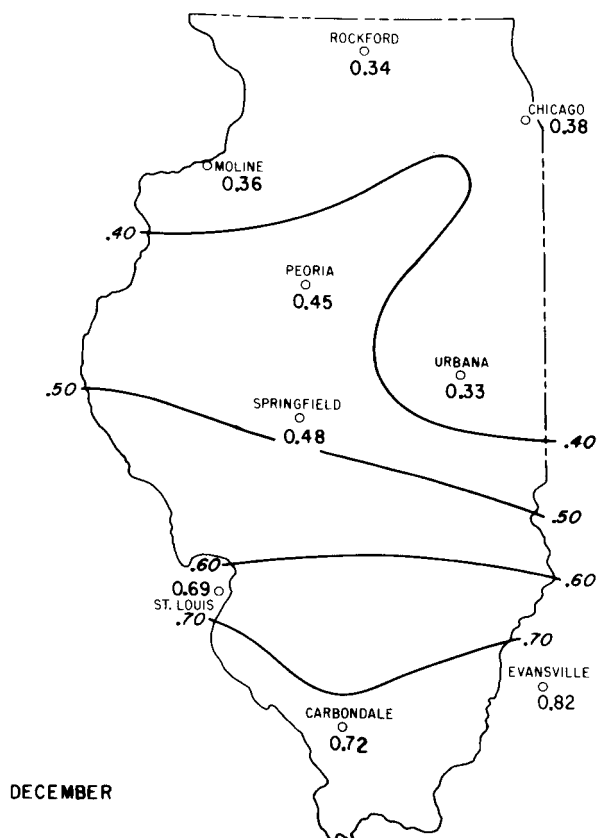 ROCKFORD
0.34
CHICAGO
0.38
MOLINE
0.36
.40
PEORIA
0.45
URBANA
0.33
.50
SPRINGFIELD
0.48
.40
.50
.60
0.69
ST. LOUIS
.60
.70
.70
EVANSVILLE
0.82
CARBONDALE
0.72
DECEMBER